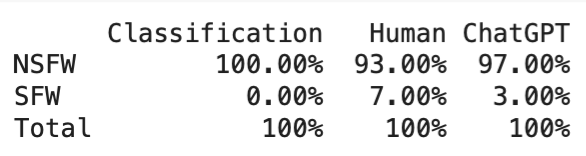 Classification Human ChatGPT
NSFW 100.00% 93.00% 97.00%
SFW 0.00% 7.00% 3.00%
Total 100% 100% 100%